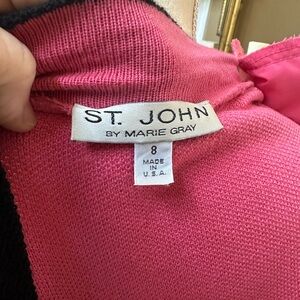 ST. JOHN
BY MARIE GRAY
8
MADE
IN
U.S.A.